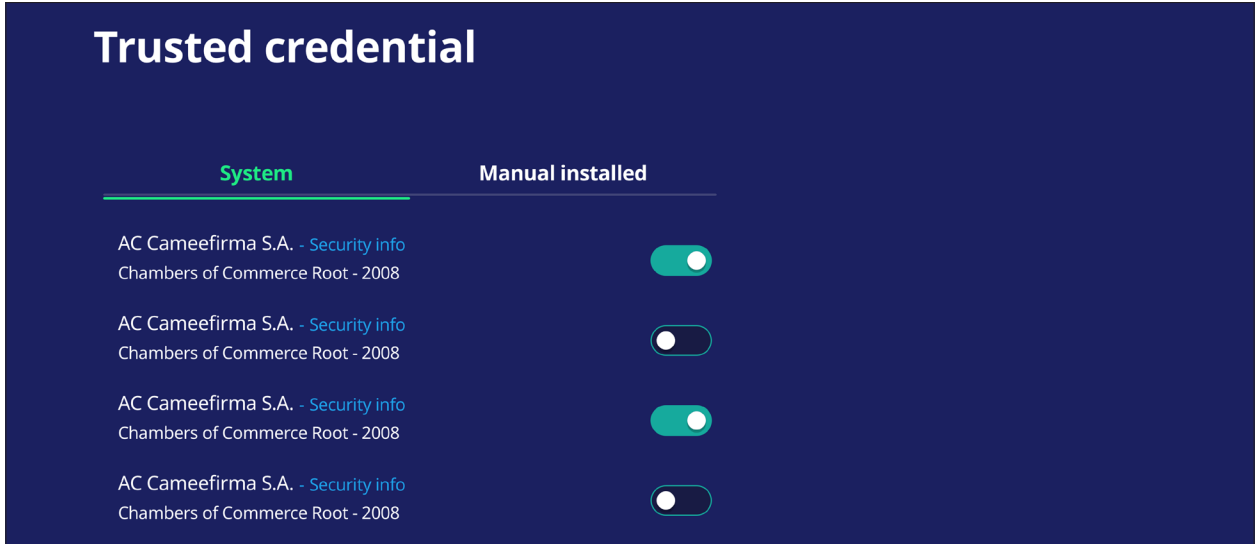 Trusted credential
System
Manual installed
AC Cameefirma S.A. - Security info
Chambers of Commerce Root - 2008
AC Cameefirma S.A. - Security info
Chambers of Commerce Root - 2008
AC Cameefirma S.A. - Security info
Chambers of Commerce Root - 2008
AC Cameefirma S.A. - Security info
Chambers of Commerce Root - 2008